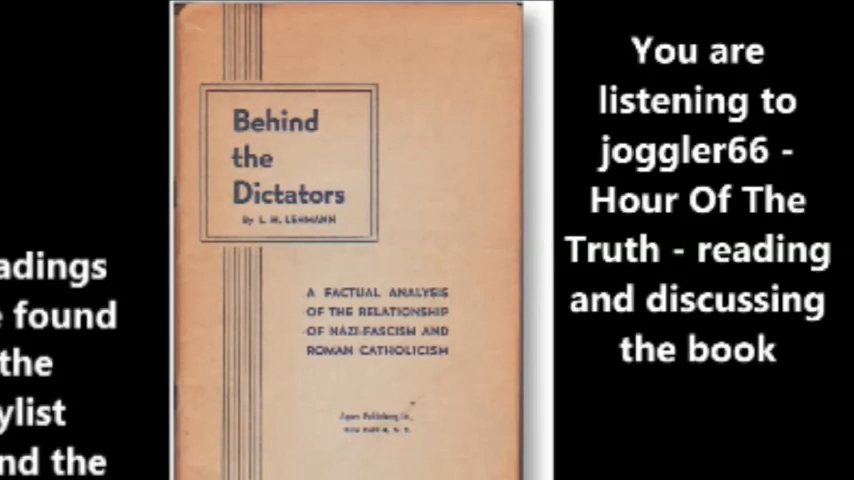 adings
found
the
ylist
nd the
Behind
the
Dictators
By L. H. LEHMANN
A FACTUAL ANALYSIS
OF THE RELATIONSHIP
OF NAZI-FASCISM AND
ROMAN CATHOLICISM
You are
listening to
joggler66 -
Hour Of The
Truth - reading
and discussing
the book